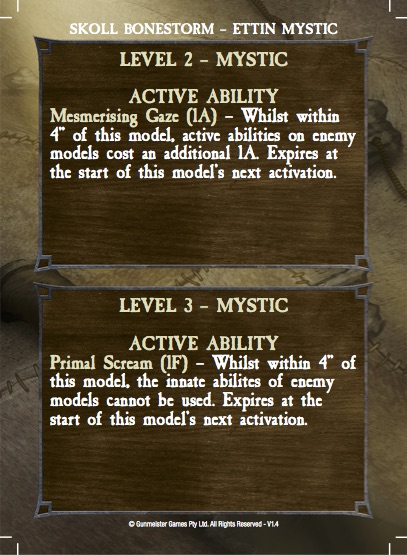 SKOLL BONESTORM – ETTIN MYSTIC
LEVEL 2 – MYSTIC
ACTIVE ABILITY
Mesmerising Gaze (1A) – Whilst within
4” of this model, active abilities on enemy
models cost an additional 1A. Expires at
the start of this model’s next activation.
LEVEL 3 – MYSTIC
ACTIVE ABILITY
Primal Scream (1F) – Whilst within 4” of
this model, the innate abilites of enemy
models cannot be used. Expires at the
start of this model’s next activation.
© Gunmeister Games Pty Ltd. All Rights Reserved - V1.4